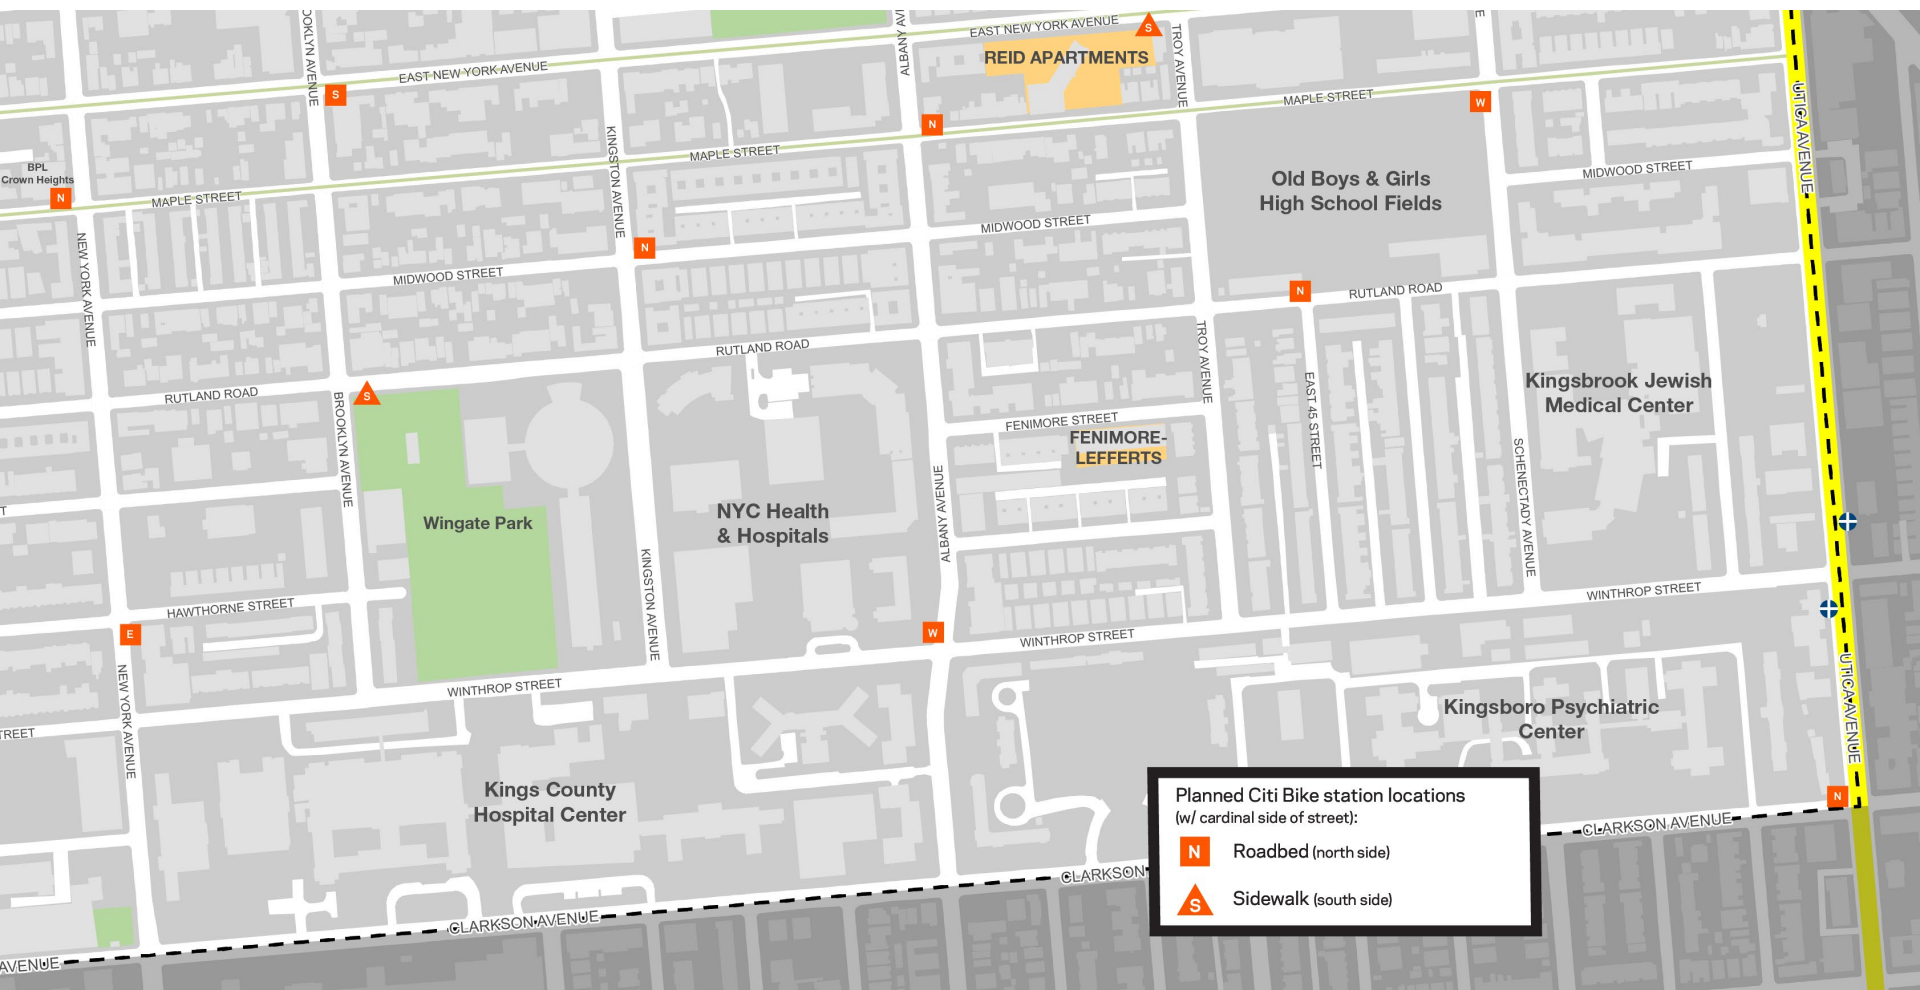 OKLYN AVENUE
EAST NEW YORK AVENUE
S
ALBANY AV
EAST NEW YORK AVENUE
S
REID APARTMENTS
TROY AVENUE
E
MAPLE STREET
W
UTICA AVENUE
BPL
Crown Heights
N
MAPLE STREET
KINGSTON AVENUE
MAPLE STREET
N
MIDWOOD STREET
Old Boys & Girls
High School Fields
MIDWOOD STREET
NEW YORK AVENUE
MIDWOOD STREET
N
N
RUTLAND ROAD
RUTLAND ROAD
RUTLAND ROAD
S
BROOKLYN AVENUE
TROY AVENUE
FENIMORE STREET
FENIMORE-
LEFFERTS
EAST 45 STREET
Kingsbrook Jewish
Medical Center
SCHENECTADY AVENUE
T
Wingate Park
NYC Health
& Hospitals
ALBANY AVENUE
KINGSTON AVENUE
HAWTHORNE STREET
E
W
WINTHROP STREET
WINTHROP STREET
WINTHROP STREET
NEW YORK AVENUE
UTICA AVENUE
Kingsboro Psychiatric
Center
TREET
Kings County
Hospital Center
N
CLARKSON AVENUE
CLARKSON
CLARKSON AVENUE
AVENUE
Planned Citi Bike station locations
(w/ cardinal side of street):
N Roadbed (north side)
S Sidewalk (south side)